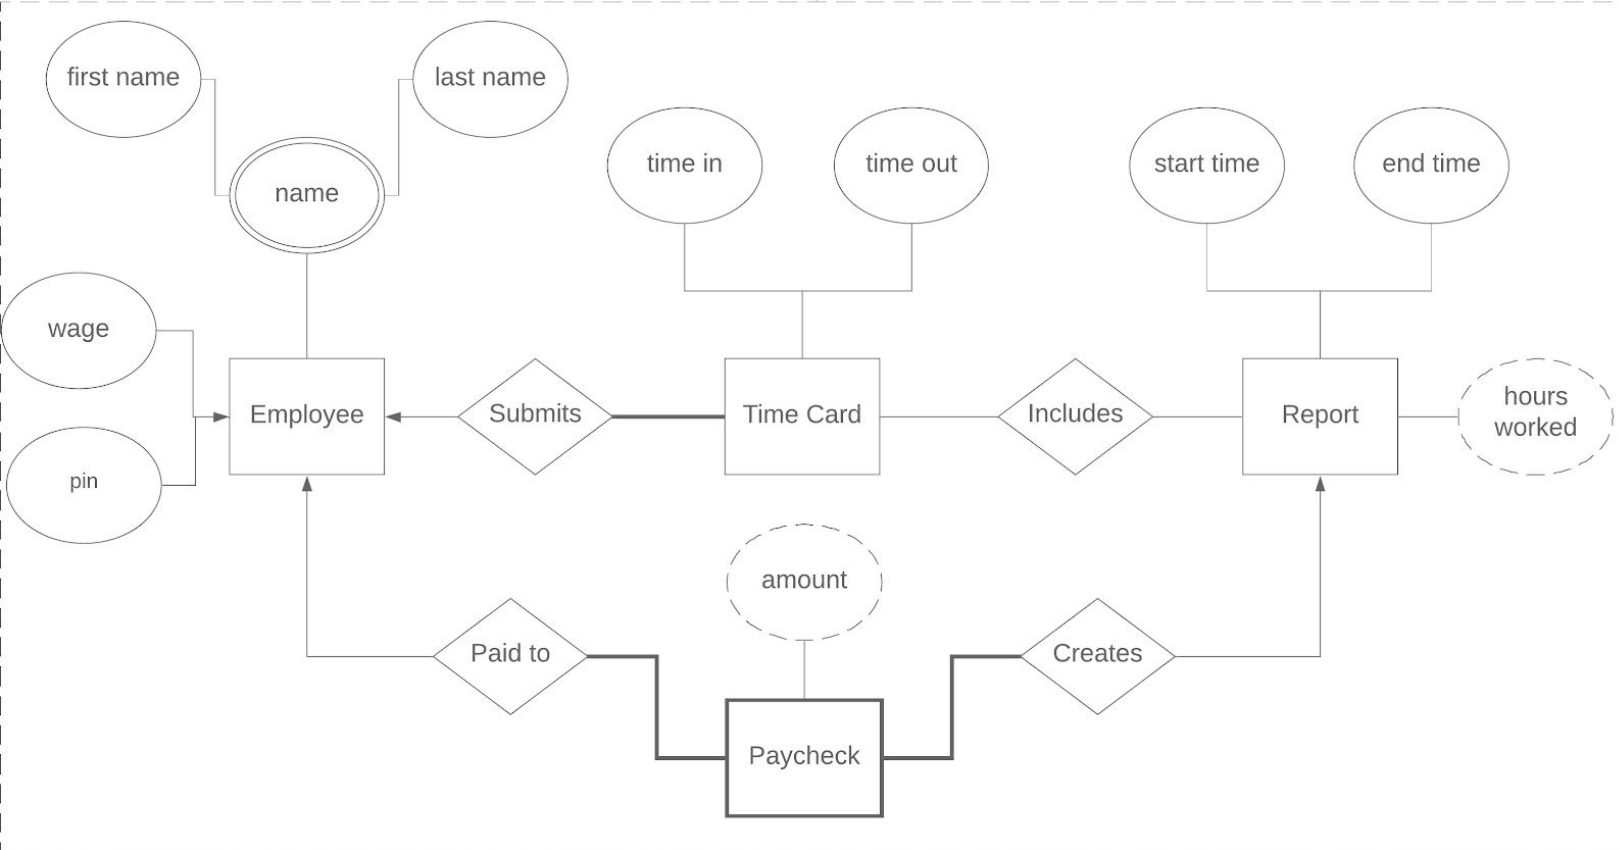 first name
last name
name
time in
time out
start time
end time
wage
pin
Employee
Submits
Time Card
Includes
Report
hours
worked
amount
Paid to
Creates
Paycheck